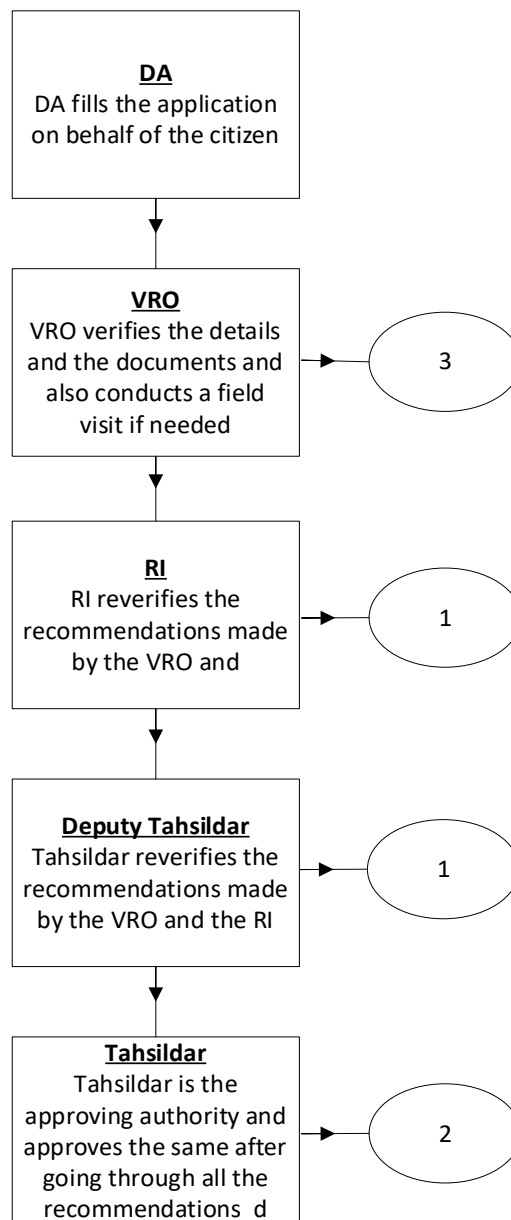 DA
DA fills the application
on behalf of the citizen
VRO
VRO verifies the details
and the documents and
also conducts a field
visit if needed
3
RI
RI reverifies the
recommendations made
by the VRO and
1
Deputy Tahsildar
Tahsildar reverifies the
recommendations made
by the VRO and the RI
1
Tahsildar
Tahsildar is the
approving authority and
approves the same after
going through all the
recommendations d
2